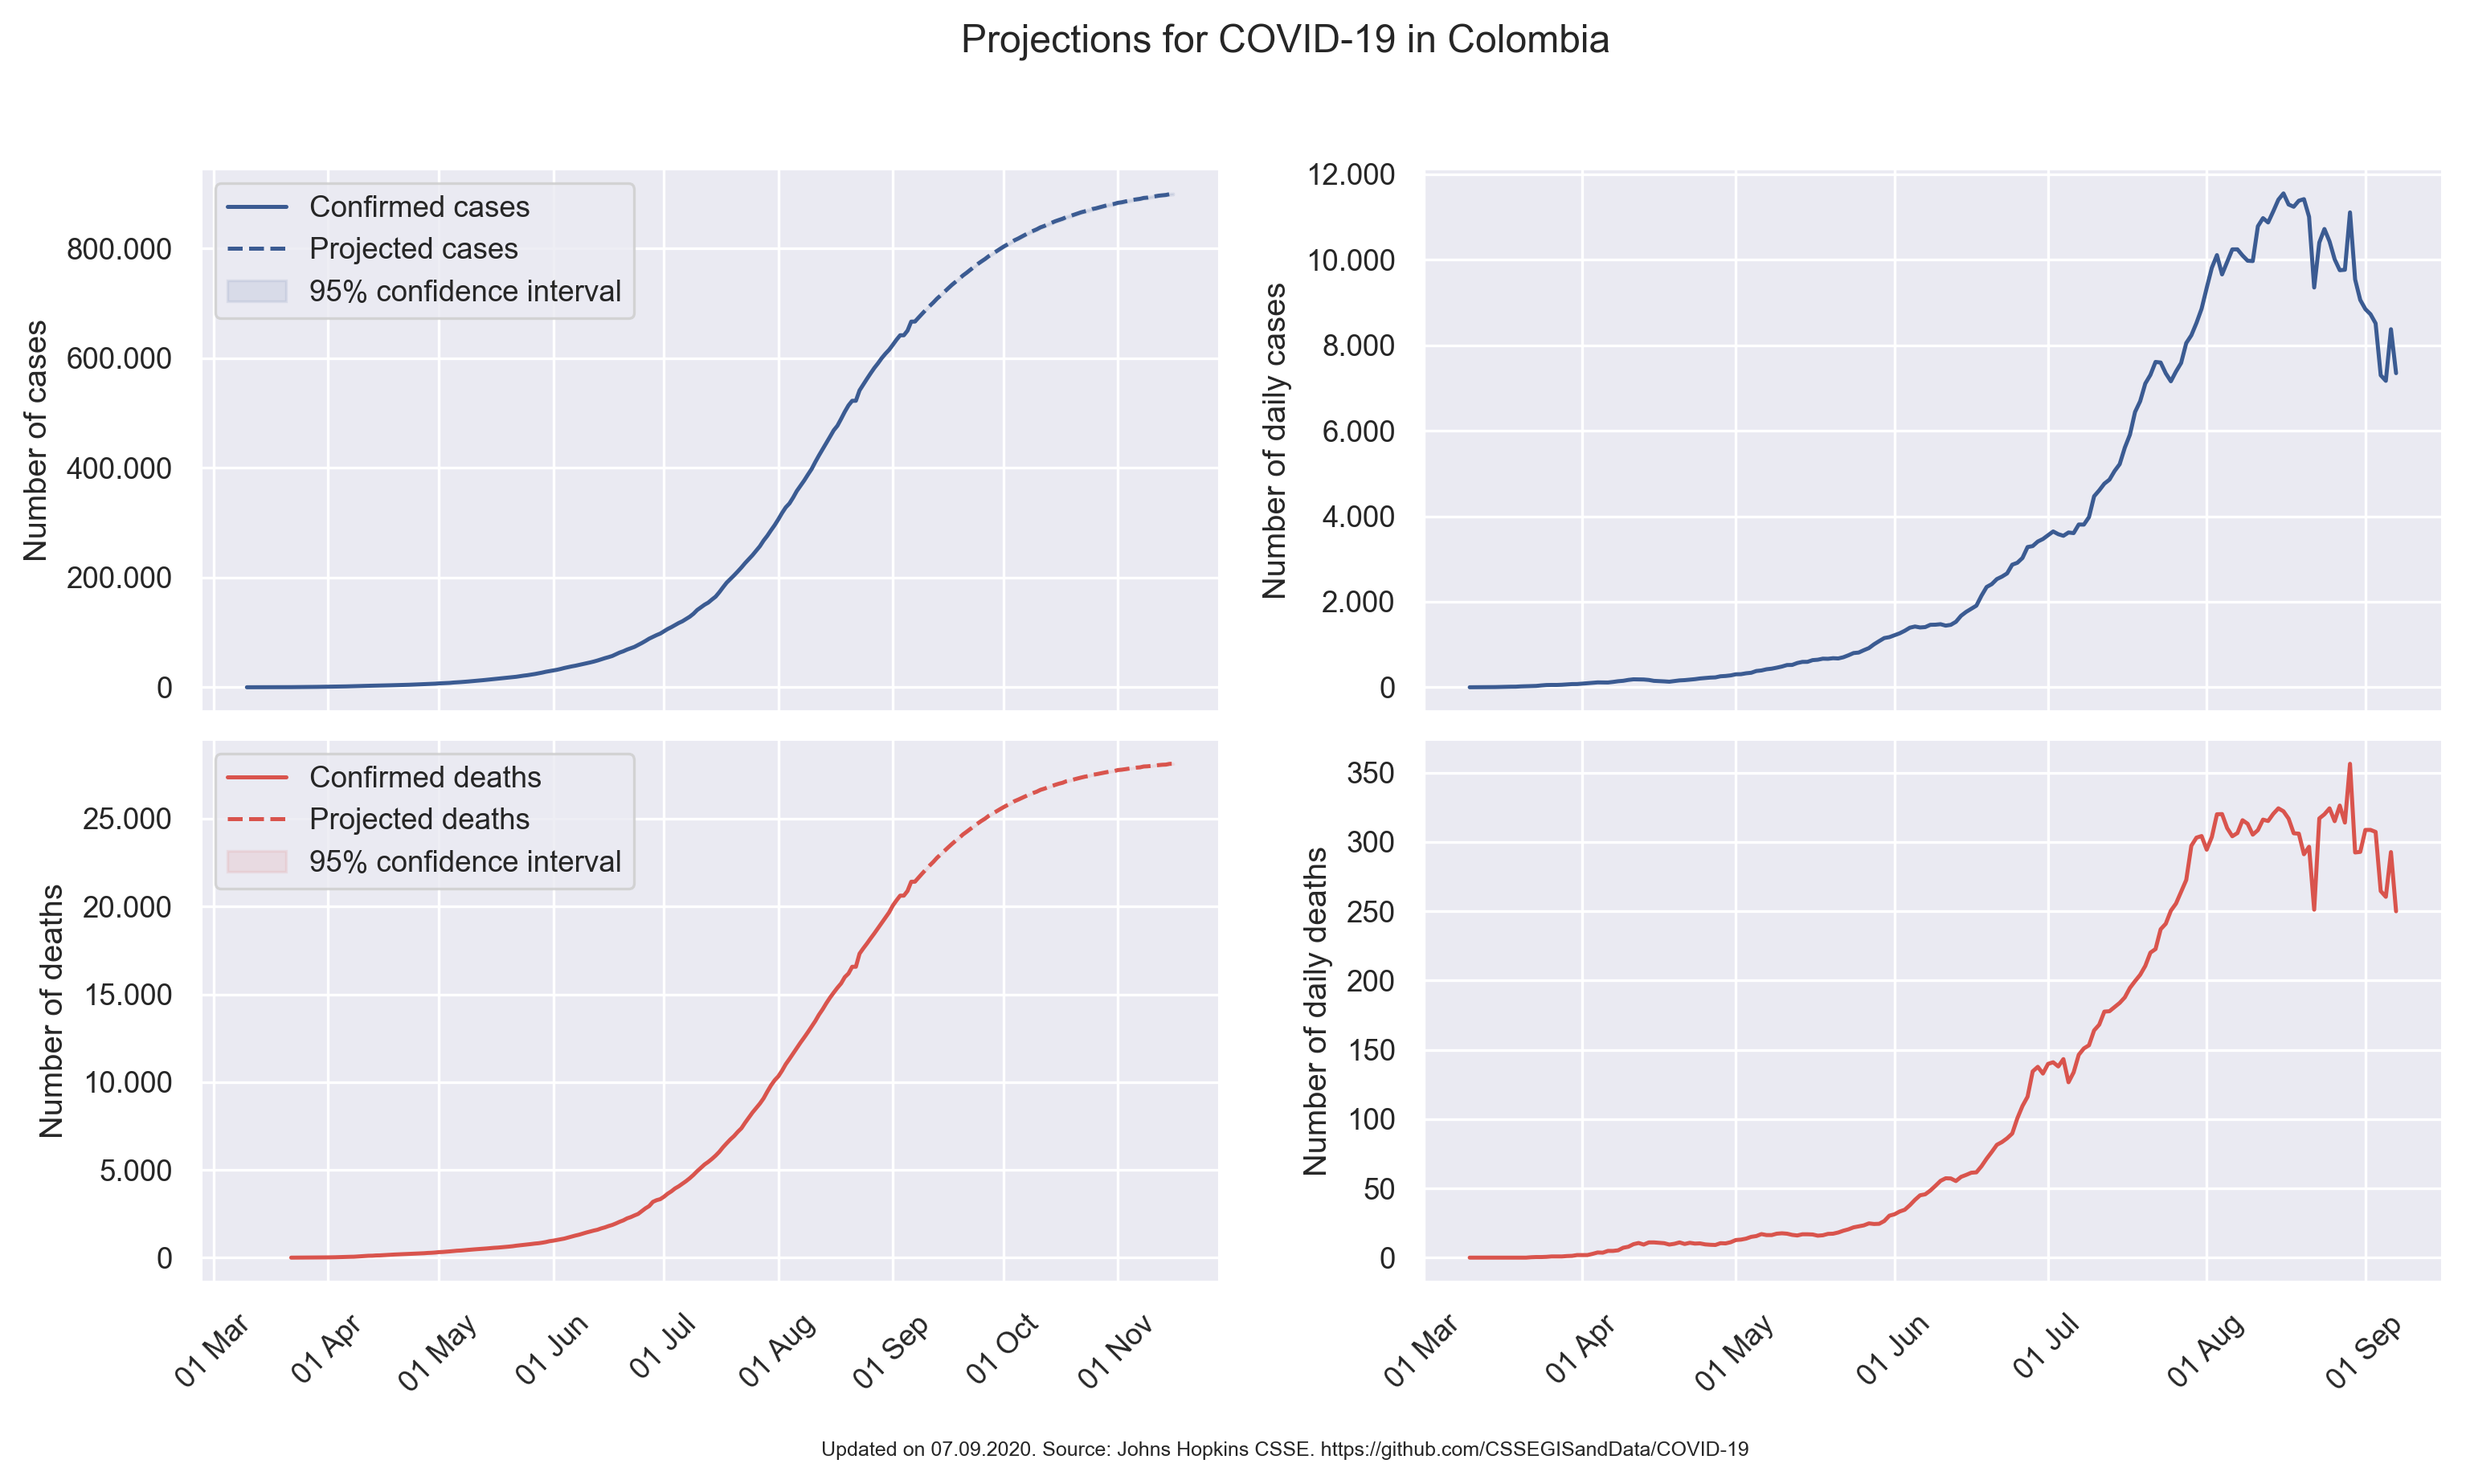 Projections for COVID-19 in Colombia
Number of cases
800.000
600.000
400.000
200.000
0
Confirmed cases
Projected cases
95% confidence interval
Number of daily cases
12.000
10.000
8.000
6.000
4.000
2.000
0
Number of deaths
25.000
20.000
15.000
10.000
5.000
0
Confirmed deaths
Projected deaths
95% confidence interval
01 Mar
01 Apr
01 May
01 Jun
01 Jul
01 Aug
01 Sep
01 Oct
01 Nov
Number of daily deaths
350
300
250
200
150
100
50
0
01 Mar
01 Apr
01 May
01 Jun
01 Jul
01 Aug
01 Sep
Updated on 07.09.2020. Source: Johns Hopkins CSSE. https://github.com/CSSEGISandData/COVID-19